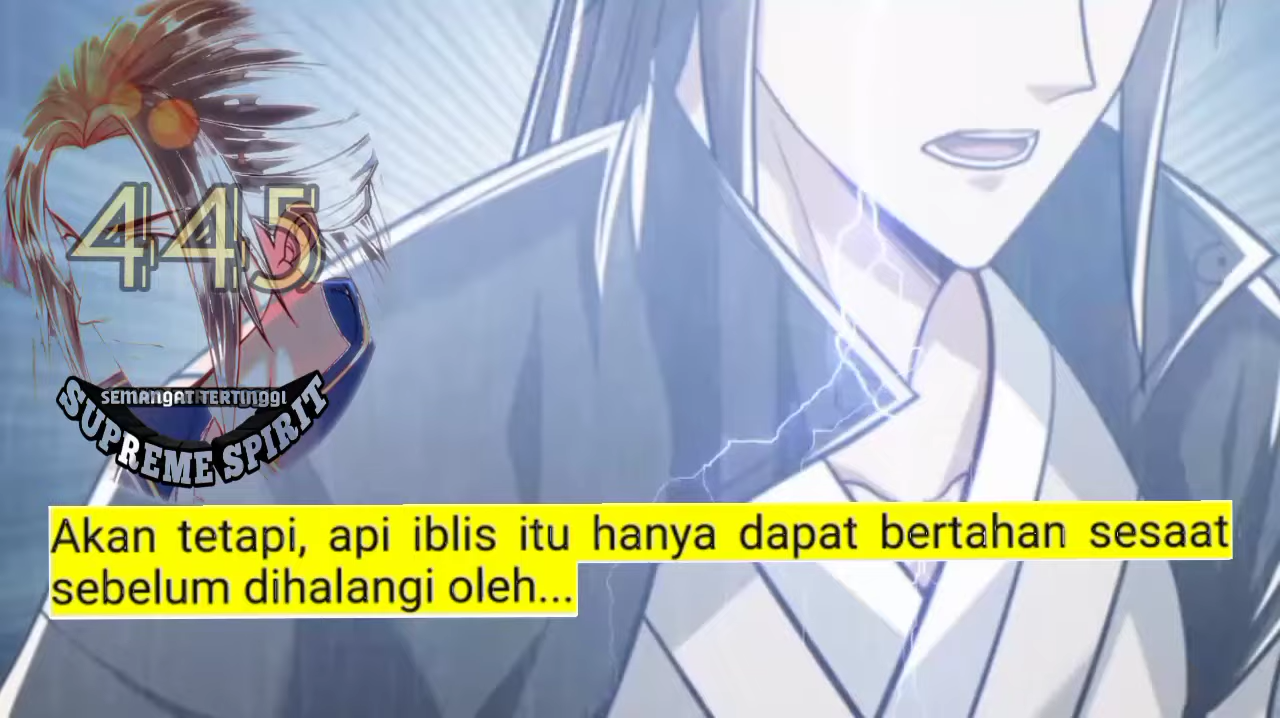 445
SEMANGAT TERTINGGI
SUPREME SPIRIT
Akan tetapi, api iblis itu hanya dapat bertahan sesaat
sebelum dihalangi oleh...